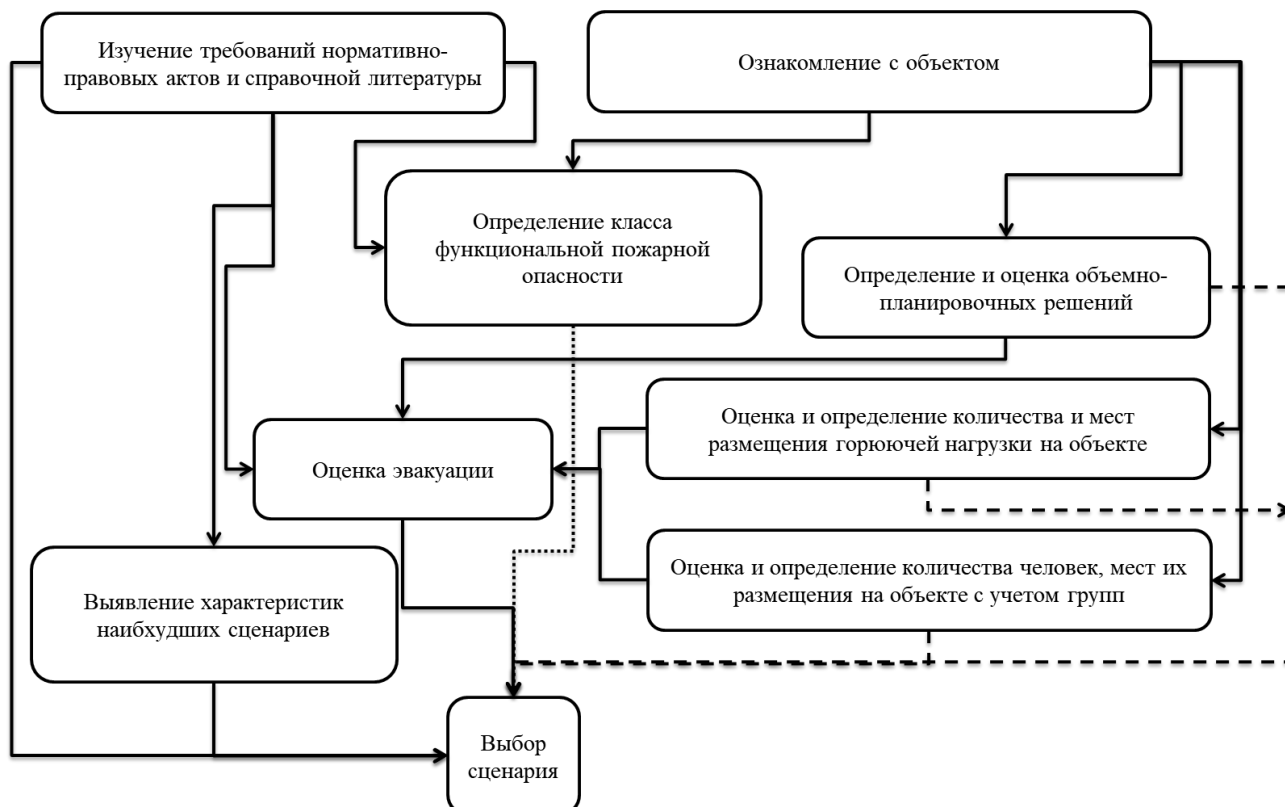 Изучение требований нормативно-
правовых актов и справочной литературы
Ознакомление с объектом
Определение класса
функциональной пожарной
опасности
Определение и оценка объемно-
планировочных решений
Оценка и определение количества и мест
размещения горюючей нагрузки на объекте
Оценка эвакуации
Оценка и определение количества человек, мест их
размещения на объекте с учетом групп
Выявление характеристик
наибхудших сценариев
Выбор
сценария